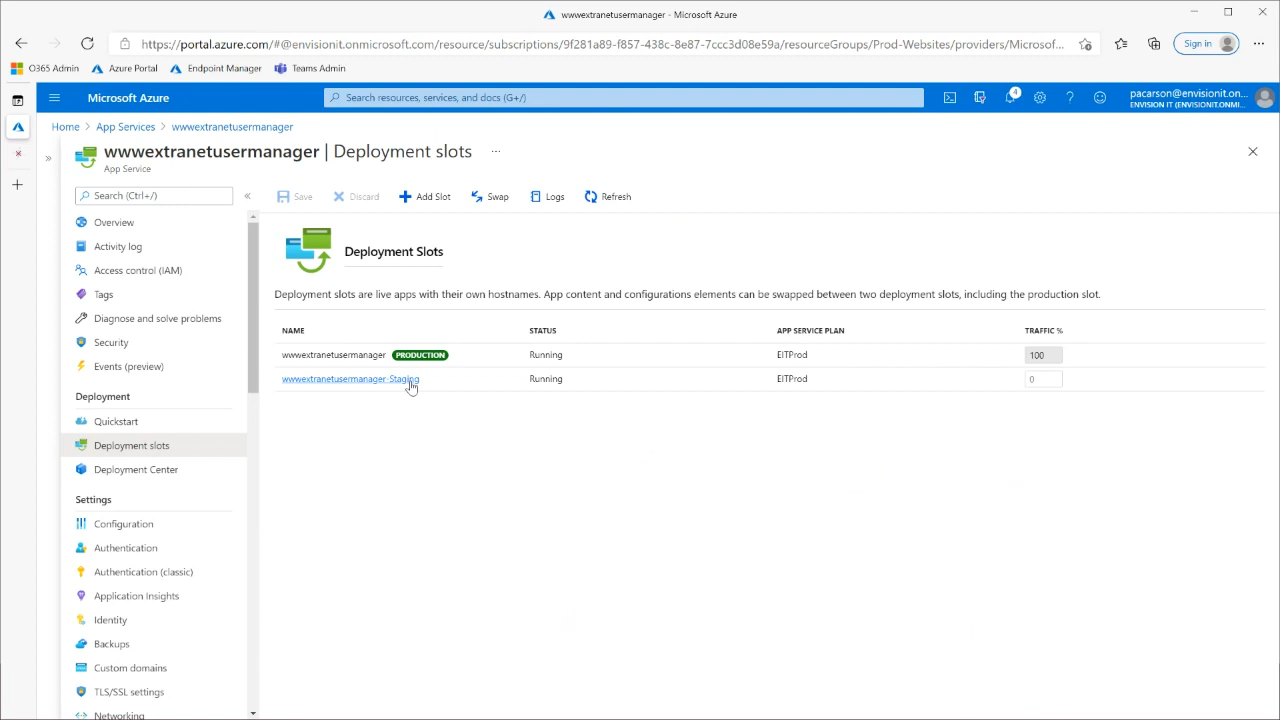 wwwextranetusermanager - Microsoft Azure
https://portal.azure.com/#@envisionit.onmicrosoft.com/resource/subscriptions/9f281a89-f857-438c-8e87-7ccc3d08e59a/resourceGroups/Prod-Websites/providers/Microsof...
Sign in
O365 Admin
Azure Portal
Endpoint Manager
Teams Admin
Microsoft Azure
Search resources, services, and docs (G+/)
4
pacarson@envisionit.on...
ENVISION IT (ENVISIONIT.ONMI...
Home > App Services > wwwextranetusermanager
wwwextranetusermanager | Deployment slots ...
App Service
Search (Ctrl+/)
Save
Discard
Add Slot
Swap
Logs
Refresh
Overview
Activity log
Access control (IAM)
Tags
Diagnose and solve problems
Security
Events (preview)
Deployment
Quickstart
Deployment slots
Deployment Center
Settings
Configuration
Authentication
Authentication (classic)
Application Insights
Identity
Backups
Custom domains
TLS/SSL settings
Networking
Deployment Slots
Deployment slots are live apps with their own hostnames. App content and configurations elements can be swapped between two deployment slots, including the production slot.
NAME STATUS APP SERVICE PLAN TRAFFIC %
wwwextranetusermanager PRODUCTION Running EITProd 100
wwwextranetusermanager-Staging Running EITProd 0